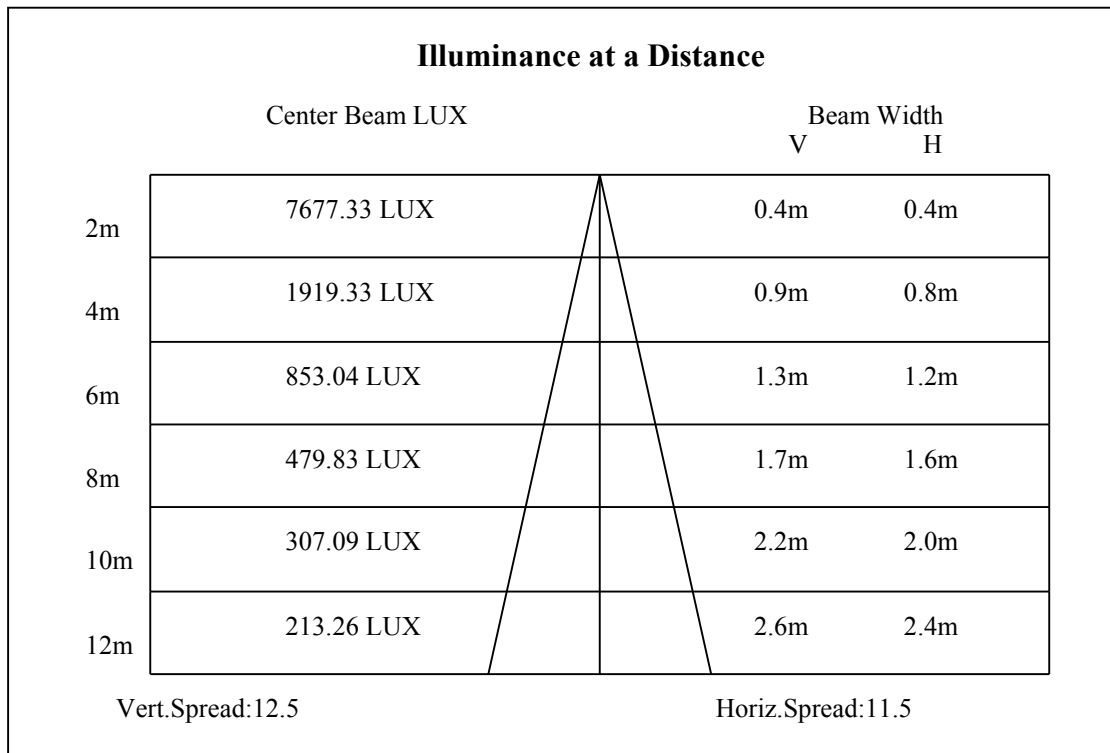 Illuminance at a Distance
Center Beam LUX Beam Width
V H
7677.33 LUX 0.4m 0.4m
2m
1919.33 LUX 0.9m 0.8m
4m
853.04 LUX 1.3m 1.2m
6m
479.83 LUX 1.7m 1.6m
8m
307.09 LUX 2.2m 2.0m
10m
213.26 LUX 2.6m 2.4m
12m
Vert.Spread:12.5 Horiz.Spread:11.5